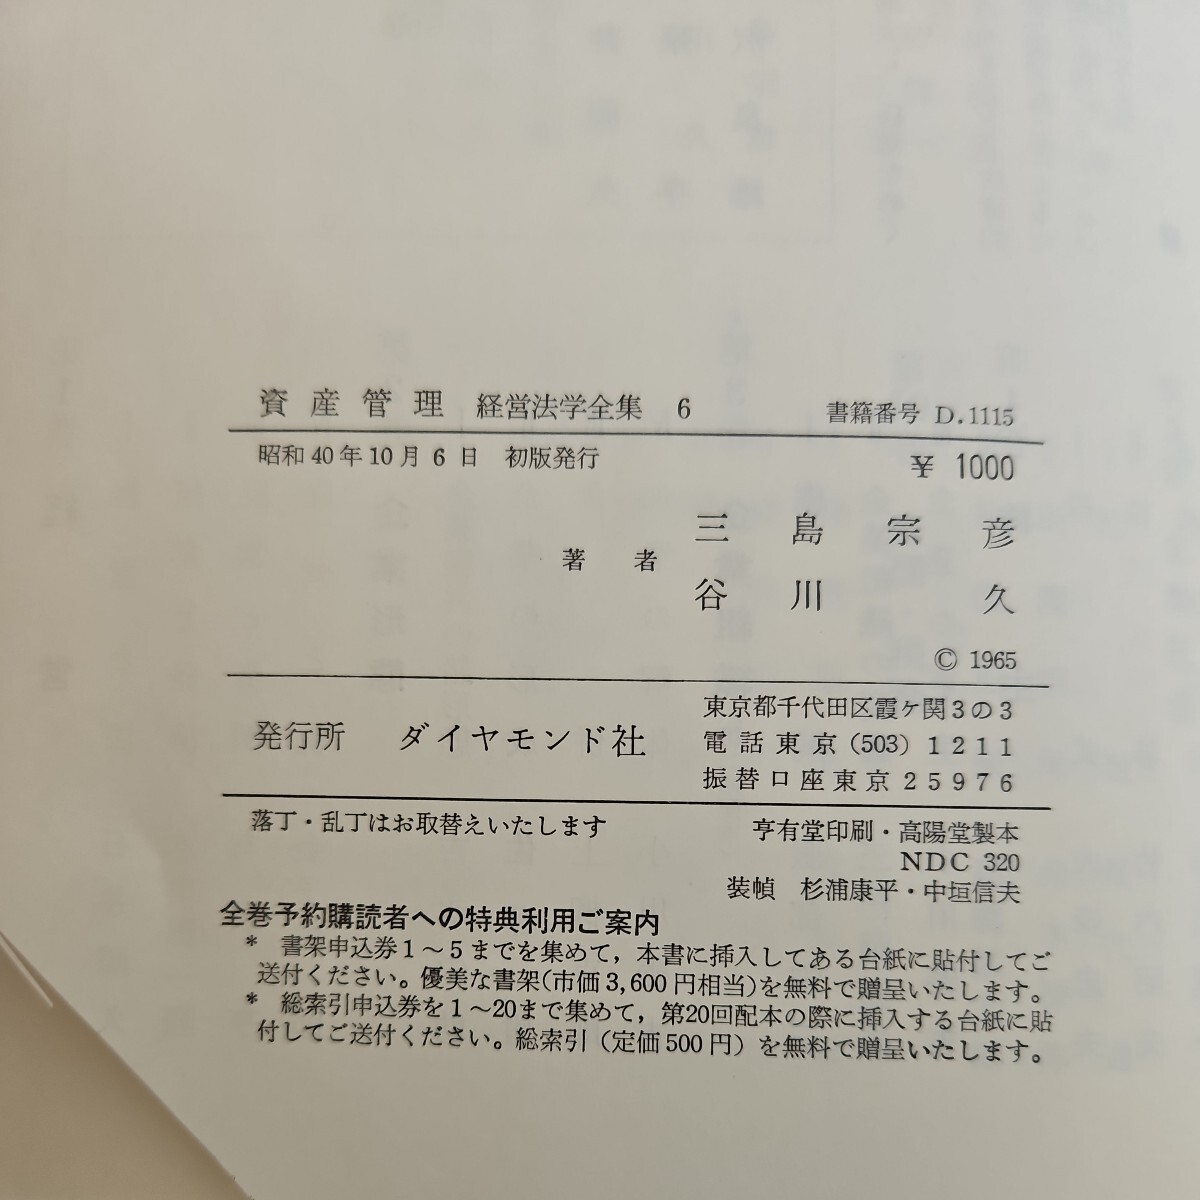 資産管理 経営法学全集 6 書籍番号 D.1115
昭和40年10月6日 初版発行 ¥ 1000
著者 三島宗彦
谷川久
© 1965
発行所 ダイヤモンド社
東京都千代田区霞ケ関3の3
電話東京(503)1211
振替口座東京25976
落丁・乱丁はお取替えいたします
亨有堂印刷・高陽堂製本
NDC 320
装幀 杉浦康平・中垣信夫
全巻予約購読者への特典利用ご案内
* 書架申込券1～5までを集めて，本書に挿入してある台紙に貼付してご
送付ください。優美な書架(市価3,600円相当)を無料で贈呈いたします。
* 総索引申込券を1～20まで集めて，第20回配本の際に挿入する台紙に貼
付してご送付ください。総索引（定価500円）を無料で贈呈いたします。